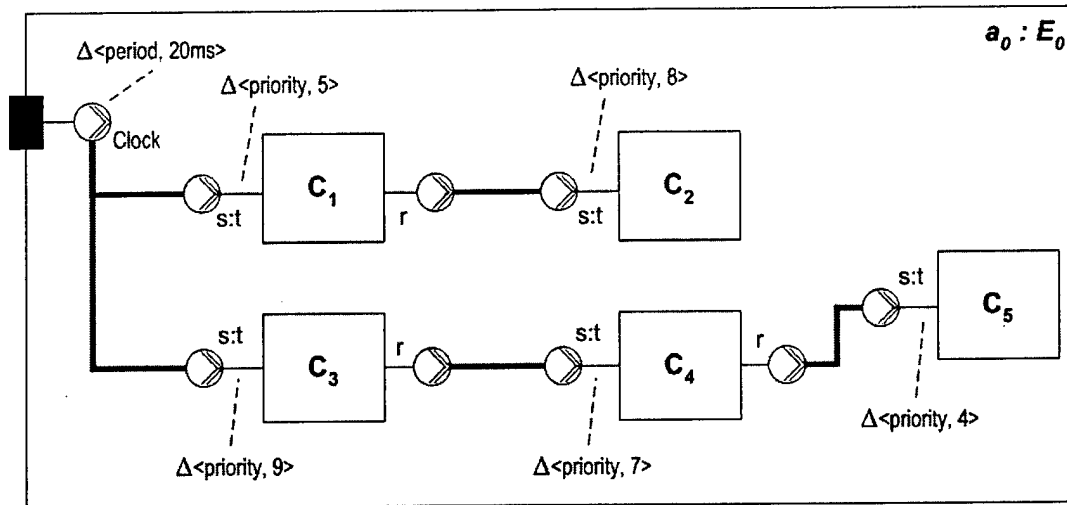 a₀ : E₀
Δ<period, 20ms>
Δ<priority, 5>
Δ<priority, 8>
Clock
C₁
C₂
s:t
r
s:t
s:t
C₅
s:t
r
s:t
r
C₃
C₄
Δ<priority, 4>
Δ<priority, 9>
Δ<priority, 7>